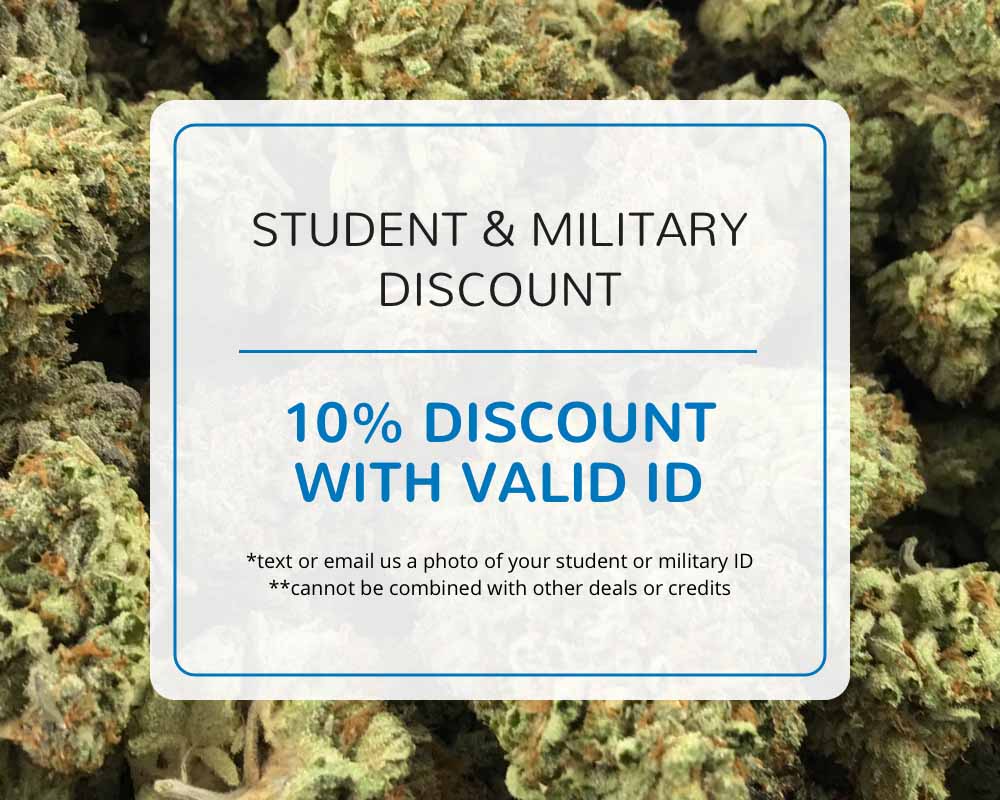 STUDENT & MILITARY
DISCOUNT
10% DISCOUNT
WITH VALID ID
*text or email us a photo of your student or military ID
**cannot be combined with other deals or credits